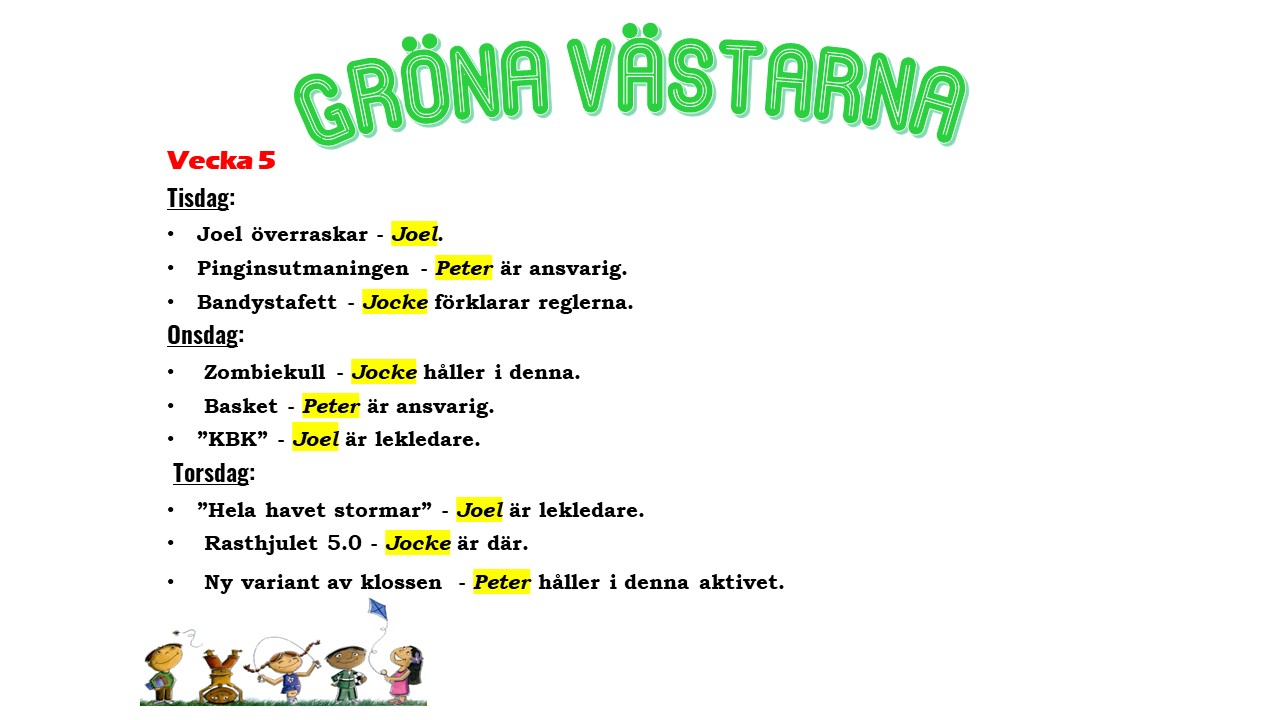 GRÖNA VÄSTARNA
Vecka 5
Tisdag:
• Joel överraskar - Joel.
• Pinginsutmaningen - Peter är ansvarig.
• Bandystafett - Jocke förklarar reglerna.
Onsdag:
• Zombiekull - Jocke håller i denna.
• Basket - Peter är ansvarig.
• ”KBK” - Joel är lekledare.
Torsdag:
• ”Hela havet stormar” - Joel är lekledare.
• Rasthjulet 5.0 - Jocke är där.
• Ny variant av klossen - Peter håller i denna aktivet.